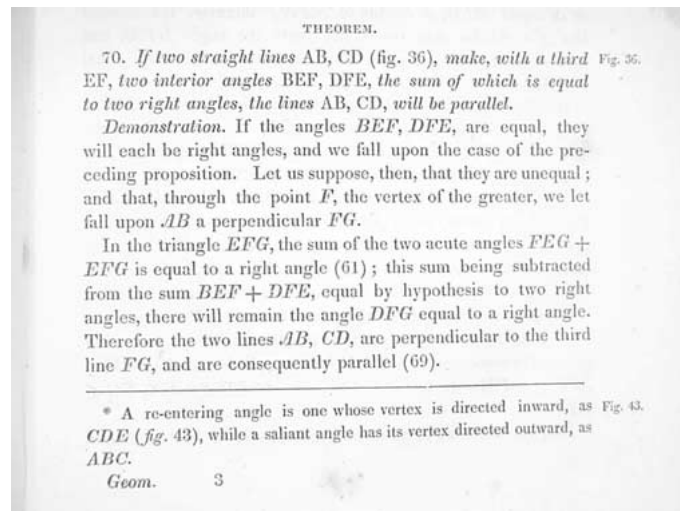 THEOREM.
70. If two straight lines AB, CD (fig. 36), make, with a third Fig. 36.
EF, two interior angles BEF, DFE, the sum of which is equal
to two right angles, the lines AB, CD, will be parallel.
Demonstration. If the angles BEF, DFE, are equal, they
will each be right angles, and we fall upon the case of the pre-
ceding proposition. Let us suppose, then, that they are unequal;
and that, through the point F, the vertex of the greater, we let
fall upon AB a perpendicular FG.
In the triangle EFG, the sum of the two acute angles FEG +
EFG is equal to a right angle (61); this sum being subtracted
from the sum BEF + DFE, equal by hypothesis to two right
angles, there will remain the angle DFG equal to a right angle.
Therefore the two lines AB, CD, are perpendicular to the third
line FG, and are consequently parallel (69).
* A re-entering angle is one whose vertex is directed inward, as Fig. 43.
CDE (fig. 43), while a saliant angle has its vertex directed outward, as
ABC.
Geom. 3